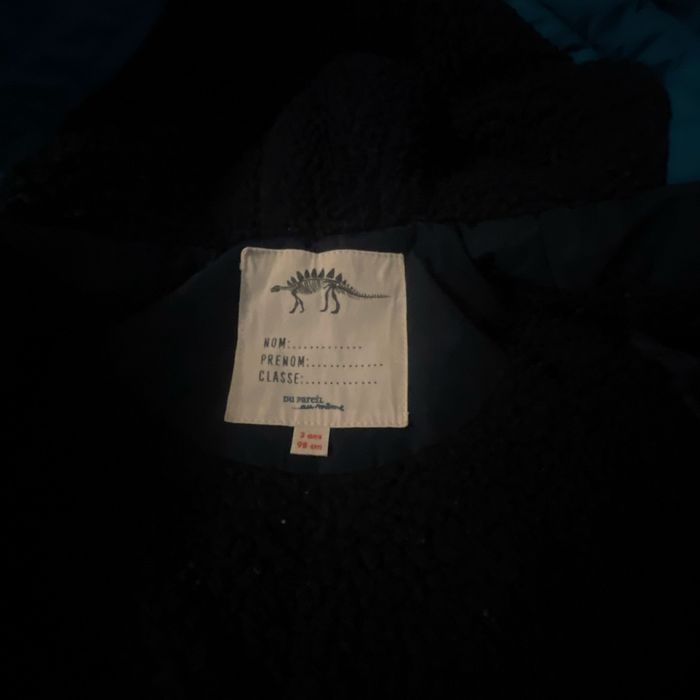 NOM:.............
PRENOM:.............
CLASSE:.............
DU PAREIL
...au même
3 ans
98 cm